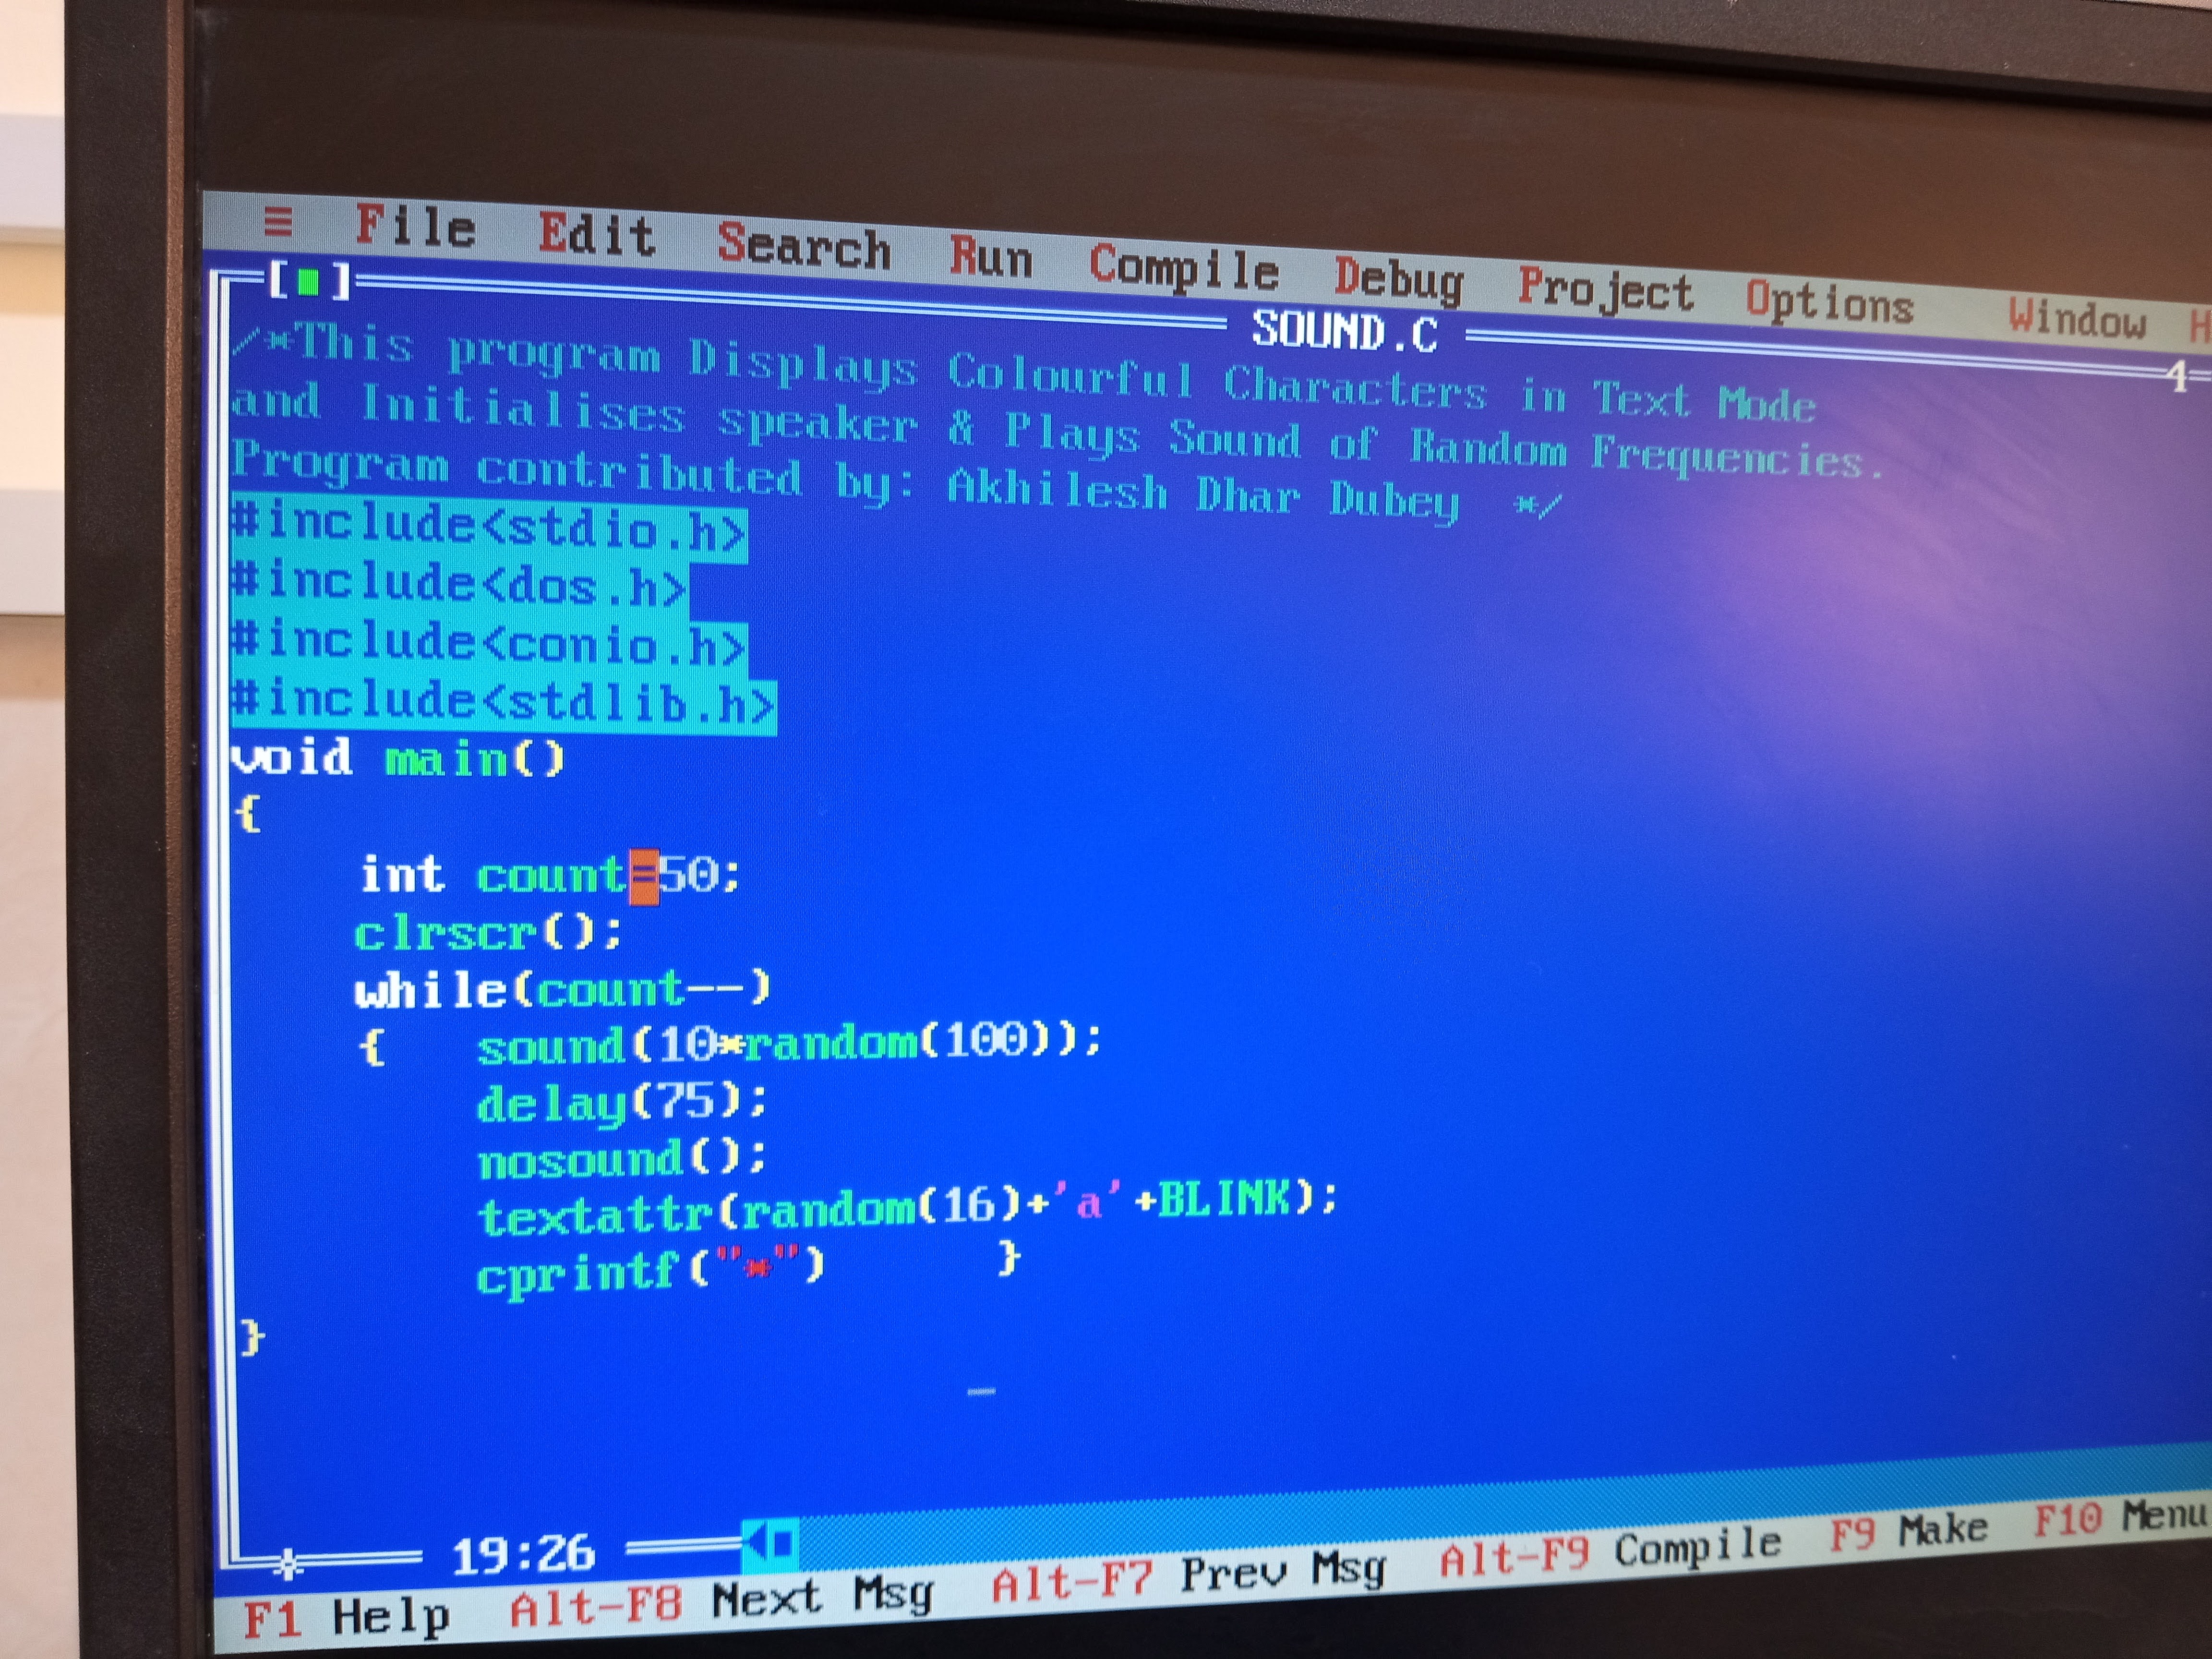 ≡ File Edit Search Run Compile Debug Project Options Window H
[■] SOUND.C 4
/*This program Displays Colourful Characters in Text Mode
and Initialises speaker & Plays Sound of Random Frequencies.
Program contributed by: Akhilesh Dhar Dubey */
#include<stdio.h>
#include<dos.h>
#include<conio.h>
#include<stdlib.h>
void main()
{
int count=50;
clrscr();
while(count--)
{ sound(10*random(100));
delay(75);
nosound();
textattr(random(16)+'a'+BLINK);
cprintf("*") }
}
19:26
F1 Help Alt-F8 Next Msg Alt-F7 Prev Msg Alt-F9 Compile F9 Make F10 Menu